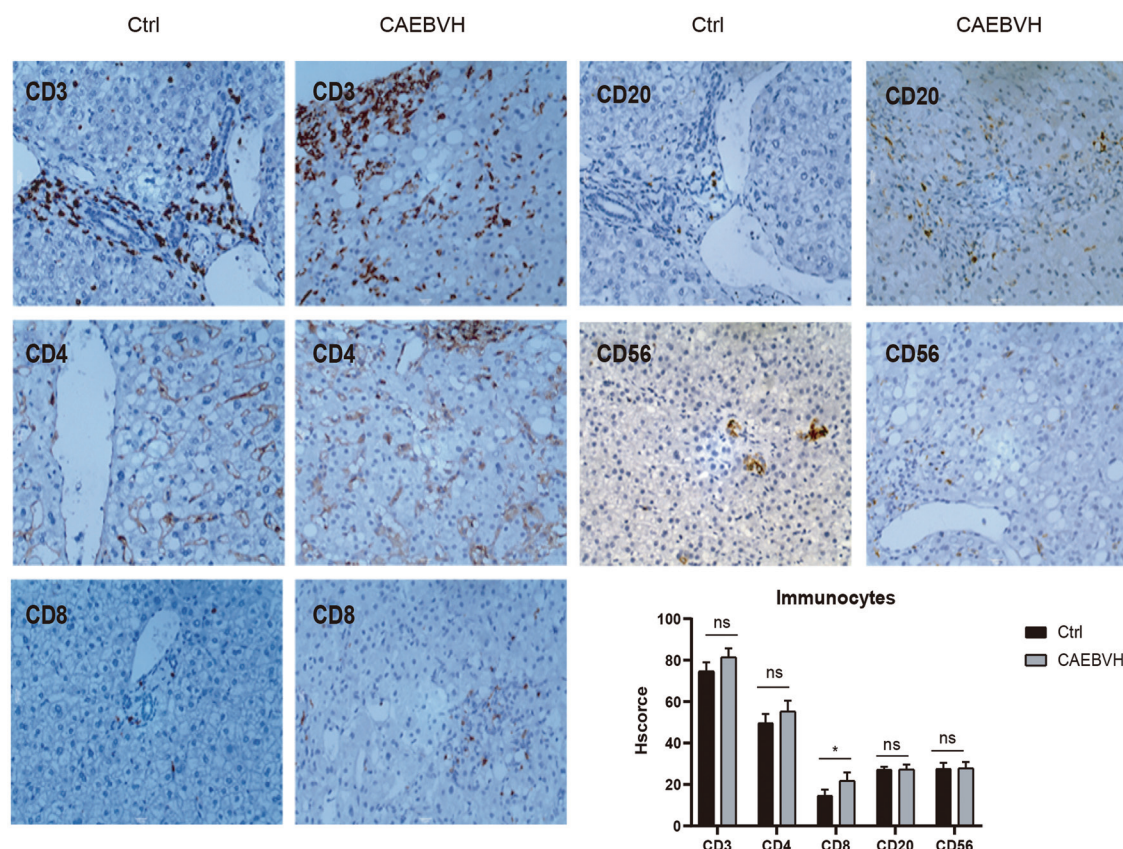 Ctrl CAEBVH Ctrl CAEBVH
CD3 CD3 CD20 CD20
CD4 CD4 CD56 CD56
CD8 CD8
Immunocytes
Ctrl
CAEBVH
Hscorce
100
80
60
40
20
0
ns ns * ns ns
CD3 CD4 CD8 CD20 CD56